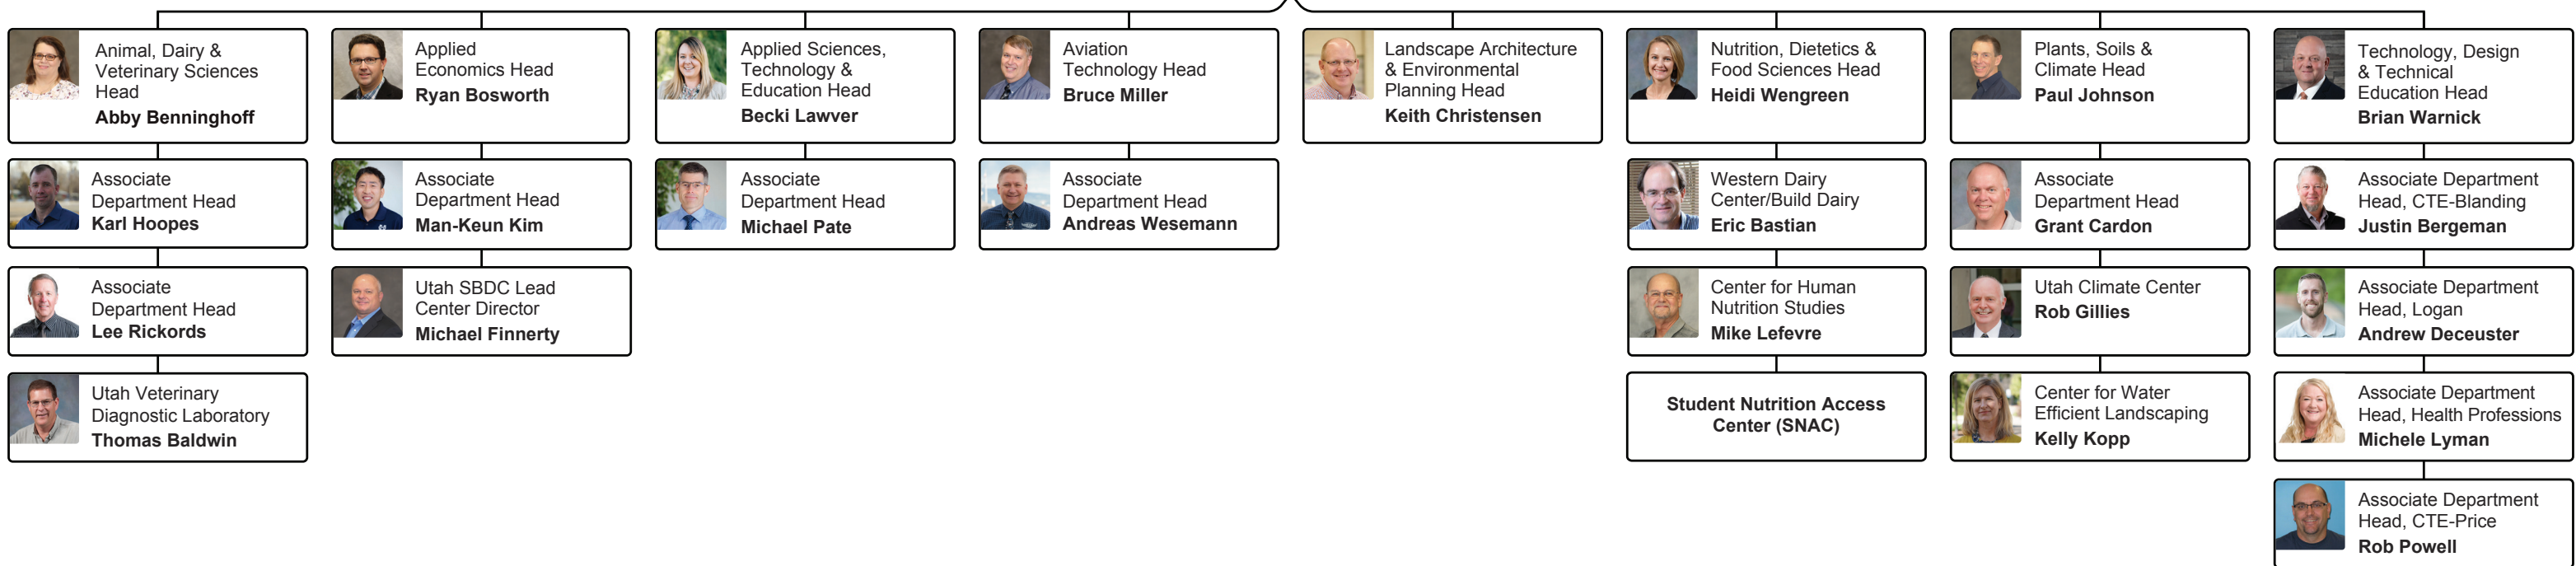 Animal, Dairy &
Veterinary Sciences
Head
Abby Benninghoff
Applied
Economics Head
Ryan Bosworth
Applied Sciences,
Technology &
Education Head
Becki Lawver
Aviation
Technology Head
Bruce Miller
Landscape Architecture
& Environmental
Planning Head
Keith Christensen
Nutrition, Dietetics &
Food Sciences Head
Heidi Wengreen
Plants, Soils &
Climate Head
Paul Johnson
Technology, Design
& Technical
Education Head
Brian Warnick
Associate
Department Head
Karl Hoopes
Associate
Department Head
Man-Keun Kim
Associate
Department Head
Michael Pate
Associate
Department Head
Andreas Wesemann
Western Dairy
Center/Build Dairy
Eric Bastian
Associate
Department Head
Grant Cardon
Associate Department
Head, CTE-Blanding
Justin Bergeman
Associate
Department Head
Lee Rickords
Utah SBDC Lead
Center Director
Michael Finnerty
Center for Human
Nutrition Studies
Mike Lefevre
Utah Climate Center
Rob Gillies
Associate Department
Head, Logan
Andrew Deceuster
Utah Veterinary
Diagnostic Laboratory
Thomas Baldwin
Student Nutrition Access
Center (SNAC)
Center for Water
Efficient Landscaping
Kelly Kopp
Associate Department
Head, Health Professions
Michele Lyman
Associate Department
Head, CTE-Price
Rob Powell